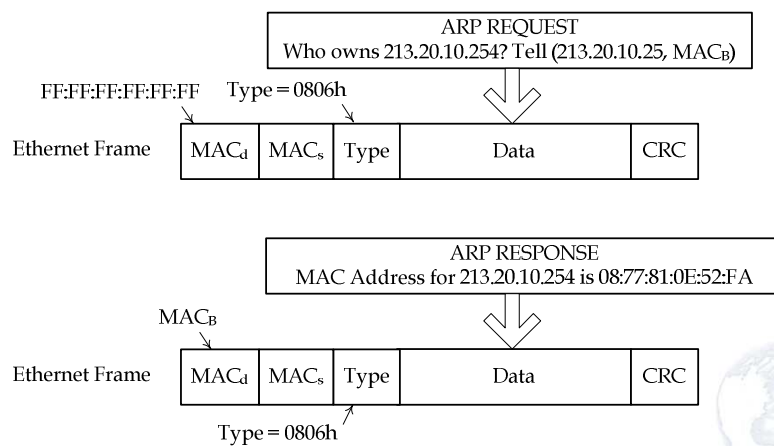 ARP REQUEST
Who owns 213.20.10.254? Tell (213.20.10.25, MACB)
FF:FF:FF:FF:FF:FF
Type = 0806h
Ethernet Frame
MACd
MACs
Type
Data
CRC
ARP RESPONSE
MAC Address for 213.20.10.254 is 08:77:81:0E:52:FA
MACB
Ethernet Frame
MACd
MACs
Type
Data
CRC
Type = 0806h